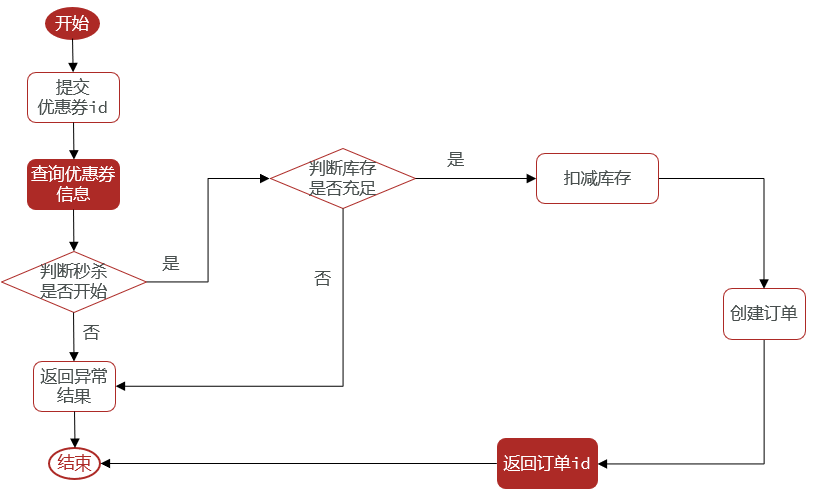 开始
提交
优惠券id
查询优惠券
信息
判断秒杀
是否开始
是
否
返回异常
结果
结束
判断库存
是否充足
是
否
扣减库存
创建订单
返回订单id